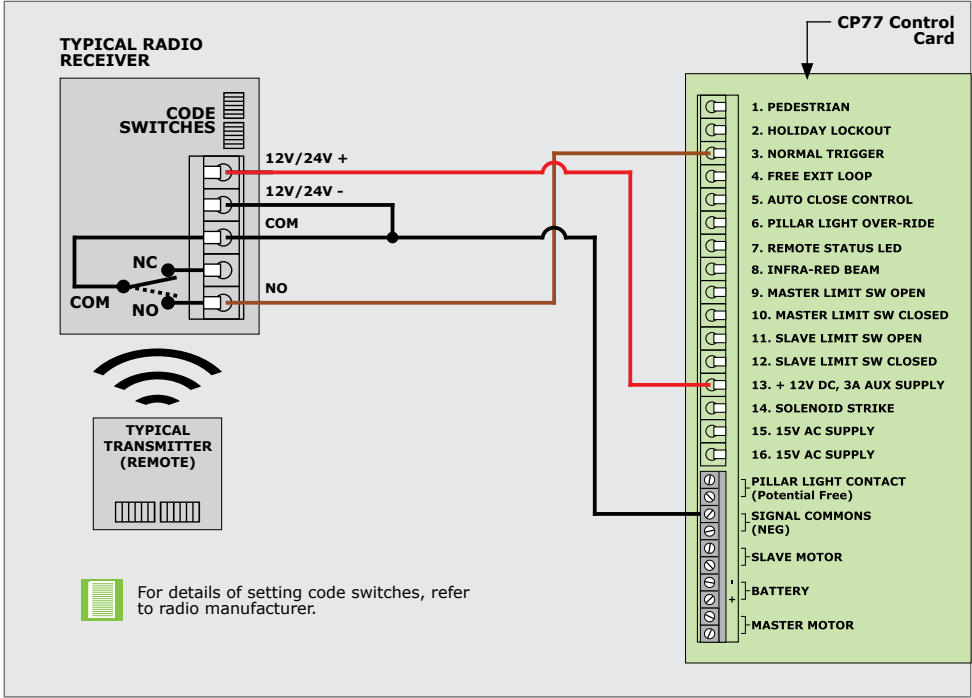 CP77 Control
Card
TYPICAL RADIO
RECEIVER
CODE
SWITCHES
12V/24V +
12V/24V -
COM
NC
COM
NO
NO
TYPICAL
TRANSMITTER
(REMOTE)
For details of setting code switches, refer
to radio manufacturer.
1. PEDESTRIAN
2. HOLIDAY LOCKOUT
3. NORMAL TRIGGER
4. FREE EXIT LOOP
5. AUTO CLOSE CONTROL
6. PILLAR LIGHT OVER-RIDE
7. REMOTE STATUS LED
8. INFRA-RED BEAM
9. MASTER LIMIT SW OPEN
10. MASTER LIMIT SW CLOSED
11. SLAVE LIMIT SW OPEN
12. SLAVE LIMIT SW CLOSED
13. + 12V DC, 3A AUX SUPPLY
14. SOLENOID STRIKE
15. 15V AC SUPPLY
16. 15V AC SUPPLY
PILLAR LIGHT CONTACT
(Potential Free)
SIGNAL COMMONS
(NEG)
SLAVE MOTOR
-
BATTERY
+
MASTER MOTOR